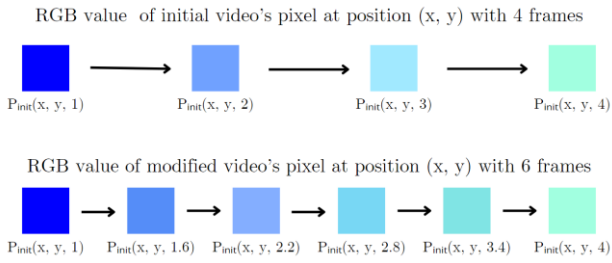 RGB value of initial video's pixel at position (x, y) with 4 frames
Pinit(x, y, 1) Pinit(x, y, 2) Pinit(x, y, 3) Pinit(x, y, 4)
RGB value of modified video's pixel at position (x, y) with 6 frames
Pinit(x, y, 1) Pinit(x, y, 1.6) Pinit(x, y, 2.2) Pinit(x, y, 2.8) Pinit(x, y, 3.4) Pinit(x, y, 4)